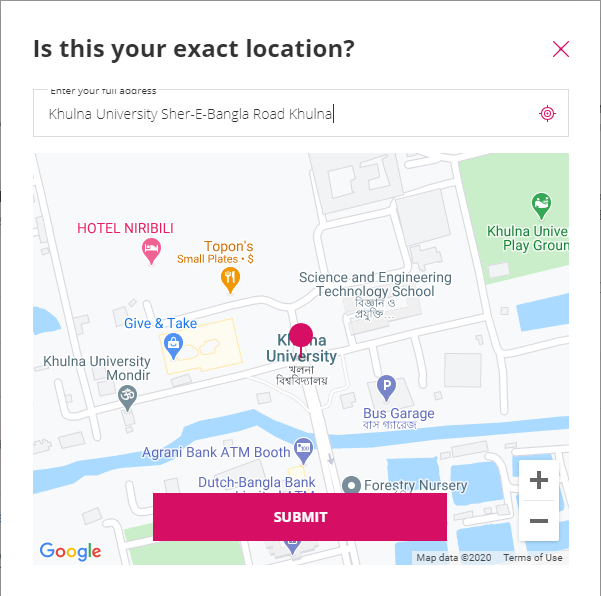 Is this your exact location?
Enter your full address
Khulna University Sher-E-Bangla Road Khulna
HOTEL NIRIBILI
Topon's
Small Plates • $
Khulna Unive
Play Groun
Science and Engineering
Technology School
বিজ্ঞান ও
প্রযুক্তি...
Give & Take
Khulna
University
খুলনা
বিশ্ববিদ্যালয়
Khulna University
Mondir
P
Bus Garage
বাস গ্যারেজ
Agrani Bank ATM Booth
Dutch-Bangla Bank
Limited ATM
Forestry Nursery
SUBMIT
Google
Map data ©2020
Terms of Use